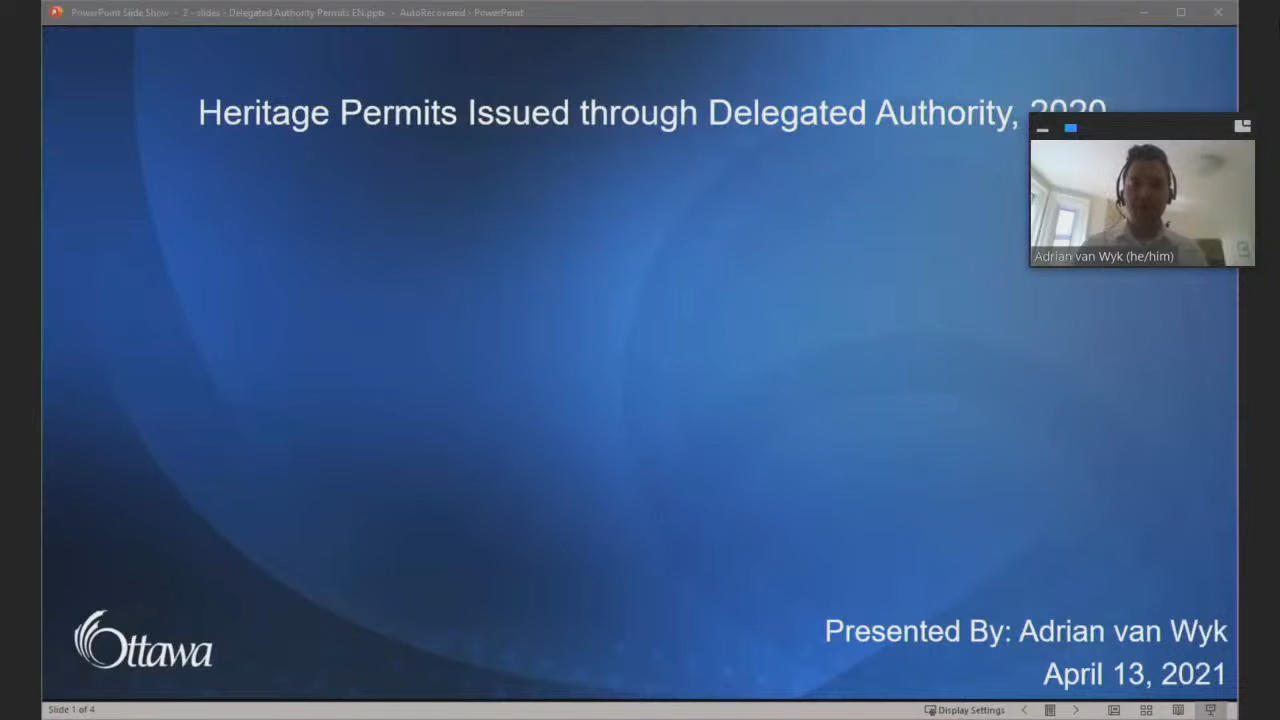 PowerPoint Slide Show - 2 - slides - Delegated Authority Permits EN.pptx - AutoRecovered - PowerPoint
Heritage Permits Issued through Delegated Authority, 2020
Adrian van Wyk (he/him)
Ottawa
Presented By: Adrian van Wyk
April 13, 2021
Slide 1 of 4
Display Settings